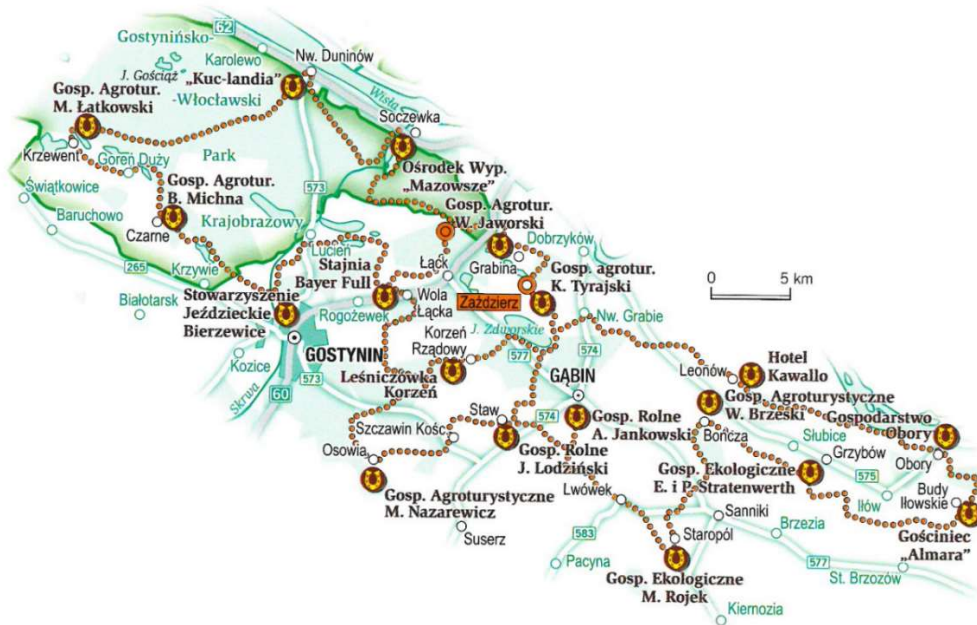 62
Gostynińsko-
Karolewo
Nw. Duninów
J. Gościąż
„Kuc-landia”
Gosp. Agrotur.
M. Łatkowski
-Włocławski
Wisła
Soczewka
Krzewent
Goreń Duży
Park
Ośrodek Wyp.
„Mazowsze”
Świątkowice
Gosp. Agrotur.
B. Michna
573
Gosp. Agrotur.
W. Jaworski
Baruchowo
Krajobrazowy
Czarne
Lucień
Dobrzyków
Grabina
265
Krzywie
Stajnia
Bayer Full
Łąck
Gosp. agrotur.
K. Tyrajski
0
5 km
Białotarsk
Stowarzyszenie
Jeździeckie
Bierzewice
Rogożewek
Wola
Łącka
Zaździerz
J. Zdworskie
Nw. Grabie
Korzeń
Rządowy
GOSTYNIN
577
574
Kozice
573
Leśniczówka
Korzeń
GĄBIN
Leonów
Hotel
Kawallo
Skrwa
60
Gosp. Agroturystyczne
W. Brzeski
Staw
574
Gosp. Rolne
A. Jankowski
Gospodarstwo
Obory
Szczawin Kośc.
Bończa
Słubice
Osowia
Gosp. Rolne
J. Lodziński
Grzybów
Obory
Gosp. Ekologiczne
E. i P. Stratenwerth
575
Gosp. Agroturystyczne
M. Nazarewicz
Lwówek
Iłów
Budy
Iłowskie
Sanniki
Suserz
583
Staropól
Brzezia
Gościniec
„Almara”
Pacyna
577
Gosp. Ekologiczne
M. Rojek
St. Brzozów
Kiernozia